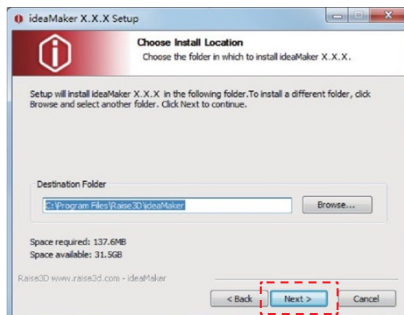 ideaMaker X.X.X Setup
Choose Install Location
Choose the folder in which to install ideaMaker X.X.X.
Setup will install ideaMaker X.X.X in the following folder.To install a different folder, click
Browse and select another folder. Click Next to continue.
Destination Folder
C:\Program Files\Raise3D\ideaMaker
Browse...
Space required: 137.6MB
Space available: 31.5GB
Raise3D www.raise3d.com - ideaMaker
< Back
Next >
Cancel